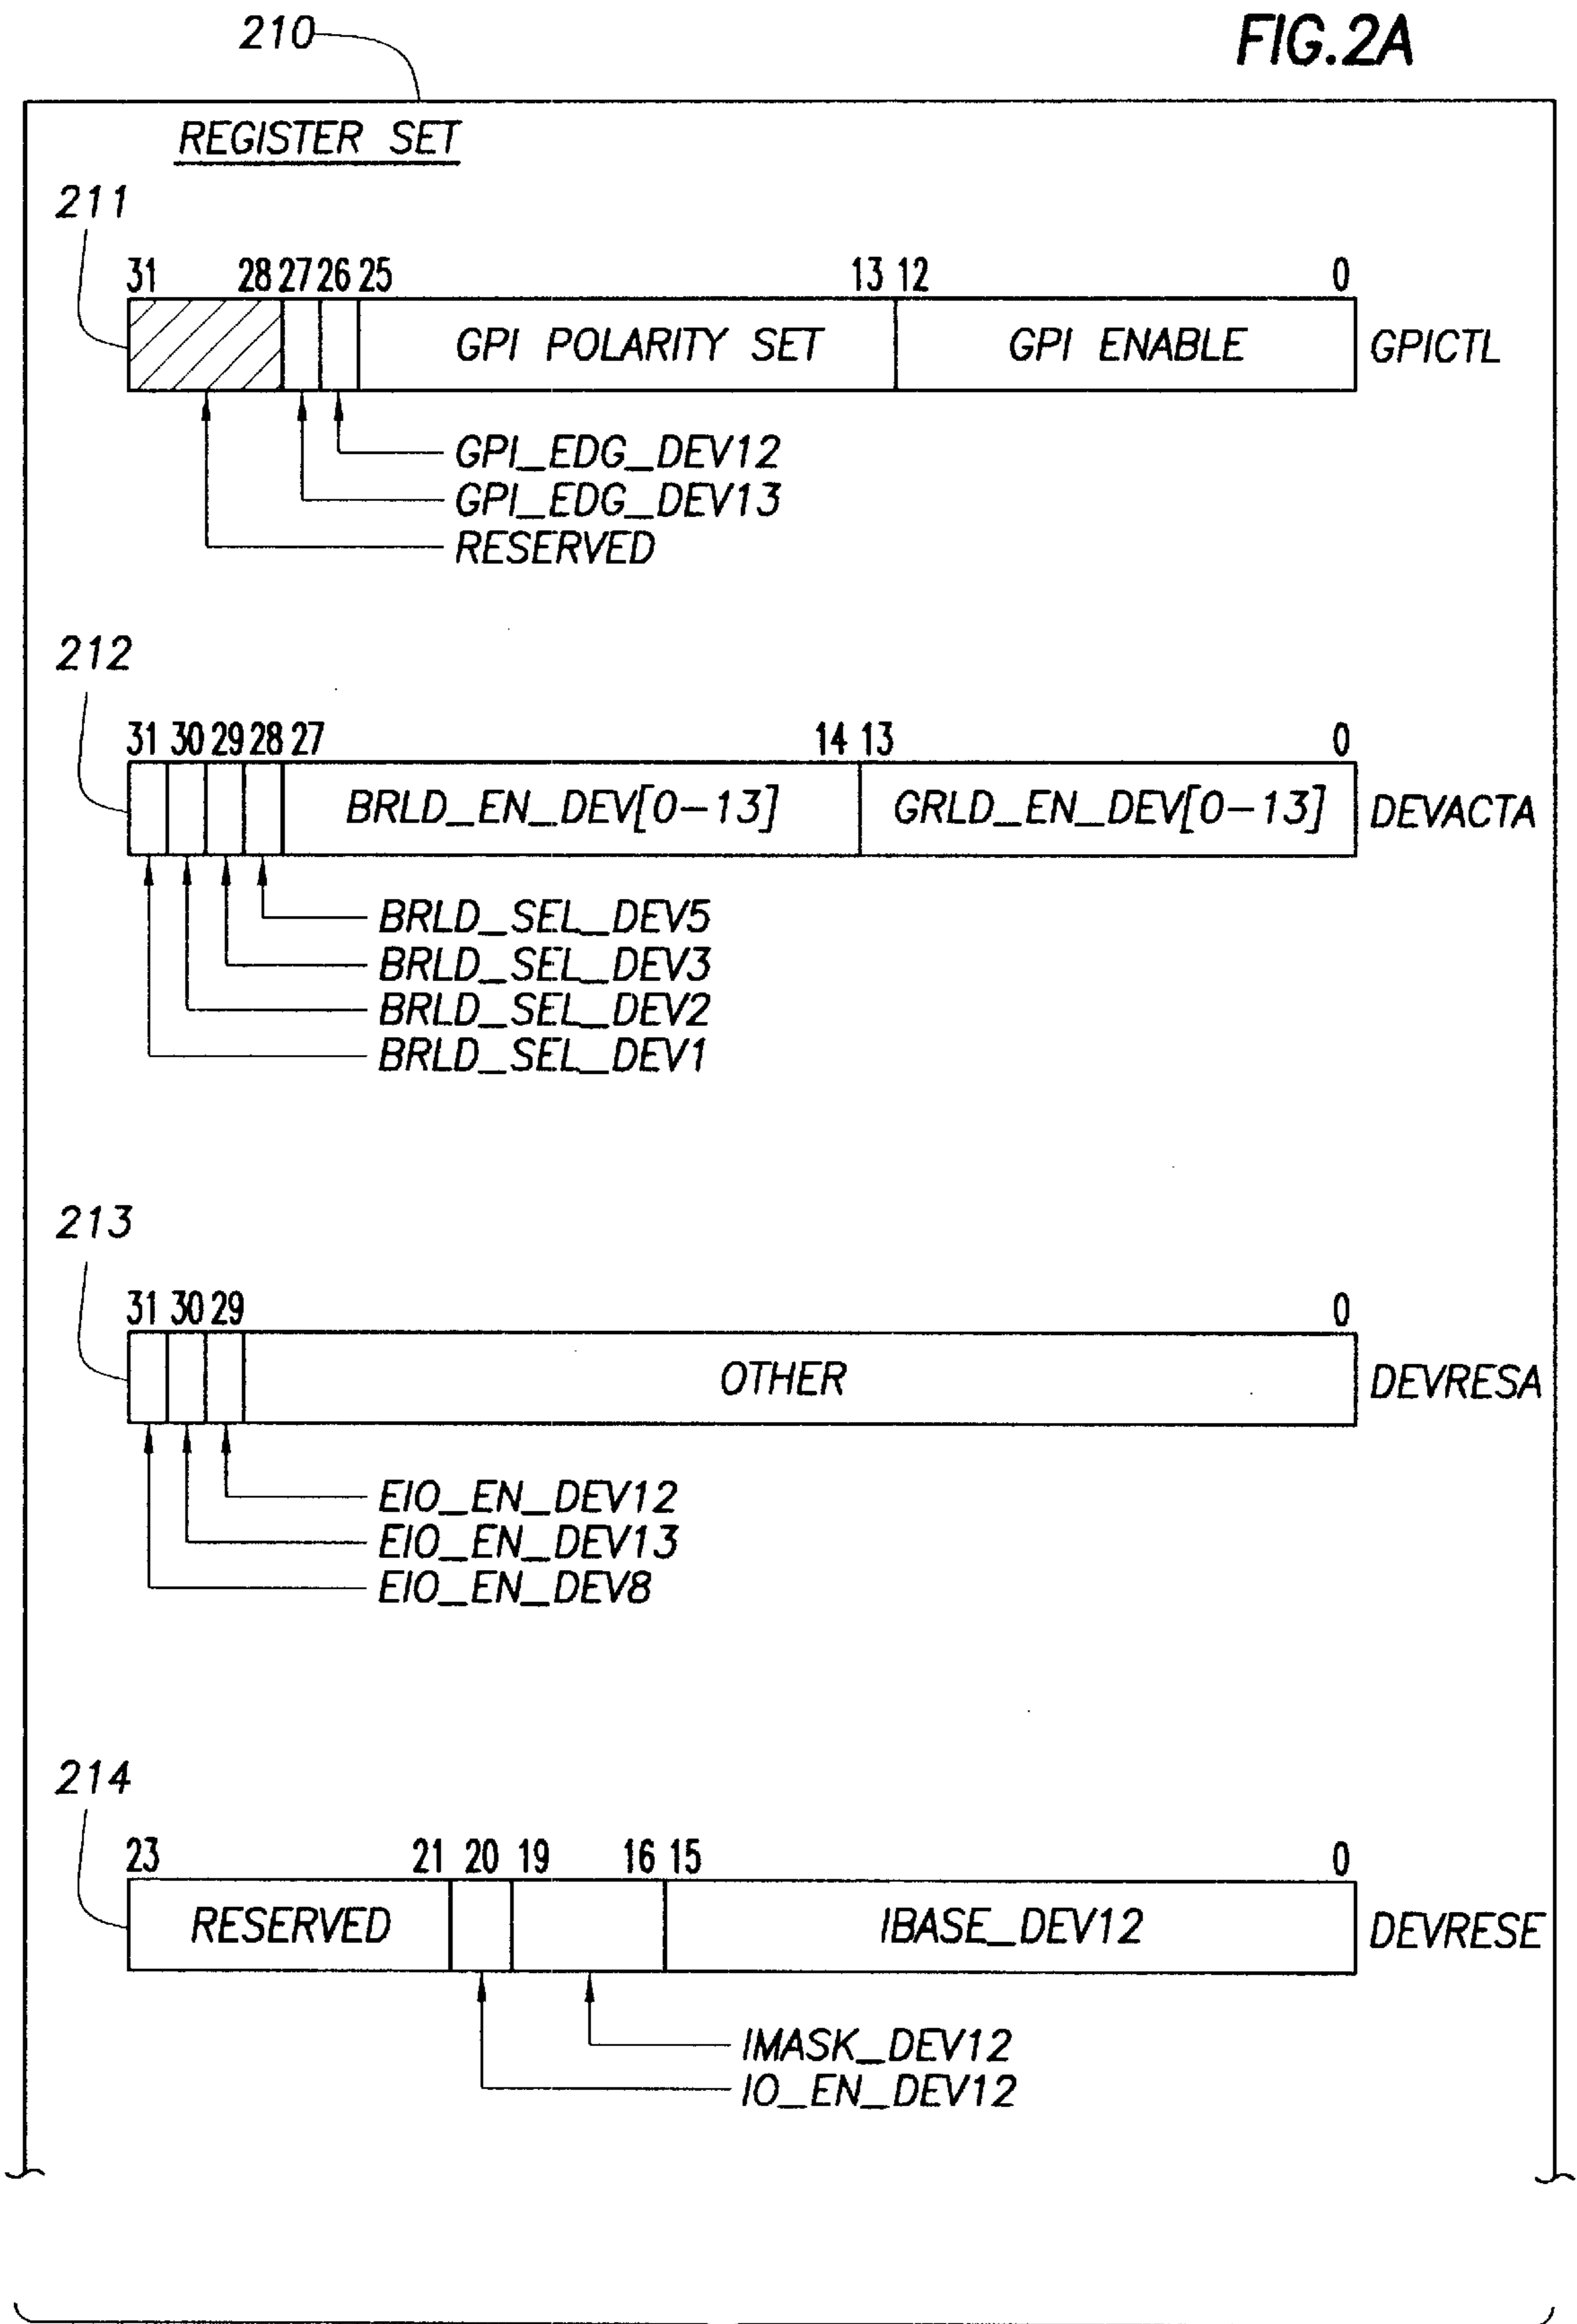 210
FIG.2A
REGISTER SET
211
31 28 27 26 25 13 12 0
GPI POLARITY SET GPI ENABLE GPICTL
GPI_EDG_DEV12
GPI_EDG_DEV13
RESERVED
212
31 30 29 28 27 14 13 0
BRLD_EN_DEV[0-13] GRLD_EN_DEV[0-13] DEVACTA
BRLD_SEL_DEV5
BRLD_SEL_DEV3
BRLD_SEL_DEV2
BRLD_SEL_DEV1
213
31 30 29 0
OTHER DEVRESA
EIO_EN_DEV12
EIO_EN_DEV13
EIO_EN_DEV8
214
23 21 20 19 16 15 0
RESERVED IBASE_DEV12 DEVRESE
IMASK_DEV12
IO_EN_DEV12